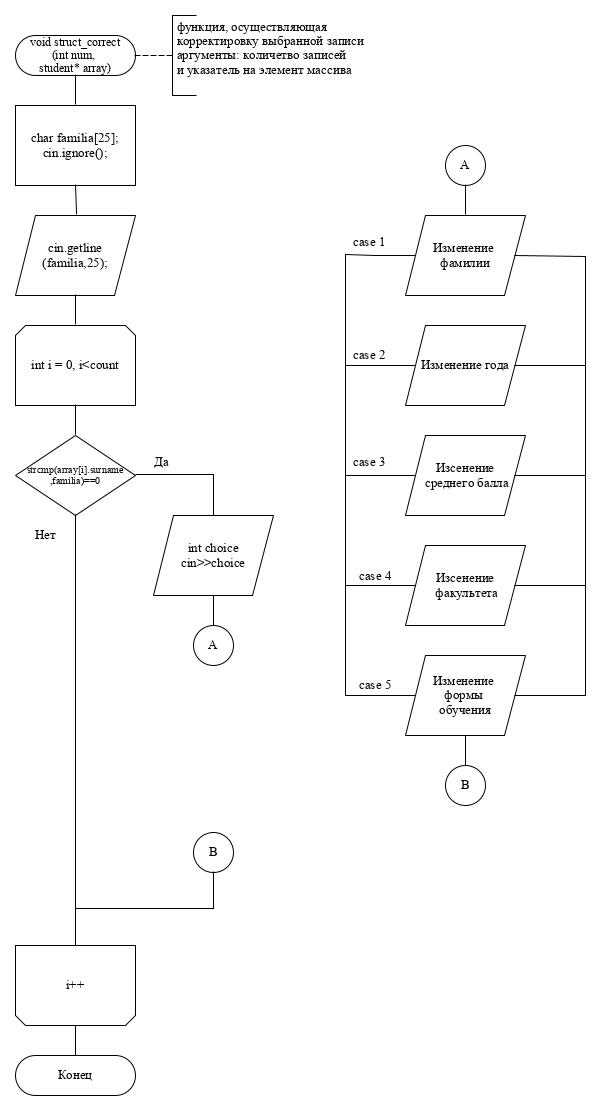 void struct_correct
(int num,
student* array)
функция, осуществляющая
корректировку выбранной записи
аргументы: количетво записей
и указатель на элемент массива
char familia[25];
cin.ignore();
cin.getline
(familia,25);
int i = 0, i<count
strcmp(array[i].surname
,familia)==0
Да
Нет
int choice
cin>>choice
A
B
i++
Конец
A
case 1
Изменение
фамилии
case 2
Изменение года
case 3
Изсенение
среднего балла
case 4
Изсенение
факультета
case 5
Изменение
формы
обучения
B